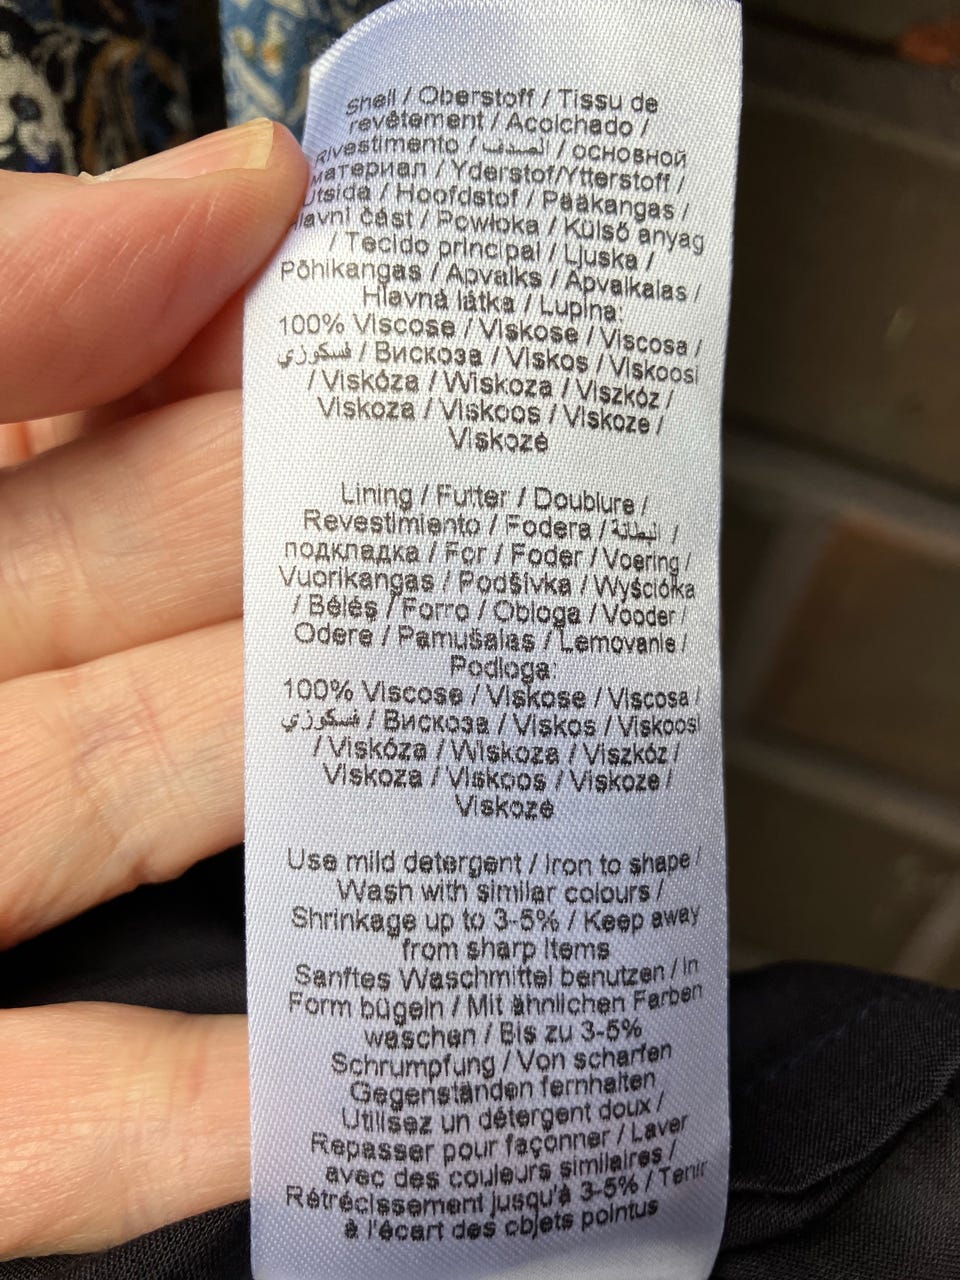 Shell / Oberstoff / Tissu de
revêtement / Acolchado /
Rivestimento / الصدف / основной
материал / Yderstof/Ytterstoff /
Utsida / Hoofdstof / Pääkangas /
Hlavní část / Powłoka / Külső anyag
/ Tecido principal / Ljuska /
Põhikangas / Apvalks / Apvalkalas /
Hlavná látka / Lupina:
100% Viscose / Viskose / Viscosa /
فسكوزي / Вискоза / Viskos / Viskoosi
/ Viskóza / Wiskoza / Viszkóz /
Viskoza / Viskoos / Viskoze /
Viskozė
Lining / Futter / Doublure /
Revestimiento / Fodera / البطانة /
подкладка / For / Foder / Voering /
Vuorikangas / Podšívka / Wyściółka
/ Bélés / Forro / Obloga / Vooder /
Odere / Pamušalas / Lemovanie /
Podloga:
100% Viscose / Viskose / Viscosa /
فسكوزي / Вискоза / Viskos / Viskoosi
/ Viskóza / Wiskoza / Viszkóz /
Viskoza / Viskoos / Viskoze /
Viskozė
Use mild detergent / Iron to shape /
Wash with similar colours /
Shrinkage up to 3-5% / Keep away
from sharp items
Sanftes Waschmittel benutzen / In
Form bügeln / Mit ähnlichen Farben
waschen / Bis zu 3-5%
Schrumpfung / Von scharfen
Gegenständen fernhalten
Utilisez un détergent doux /
Repasser pour façonner / Laver
avec des couleurs similaires /
Rétrécissement jusqu'à 3-5% / Tenir
à l'écart des objets pointus